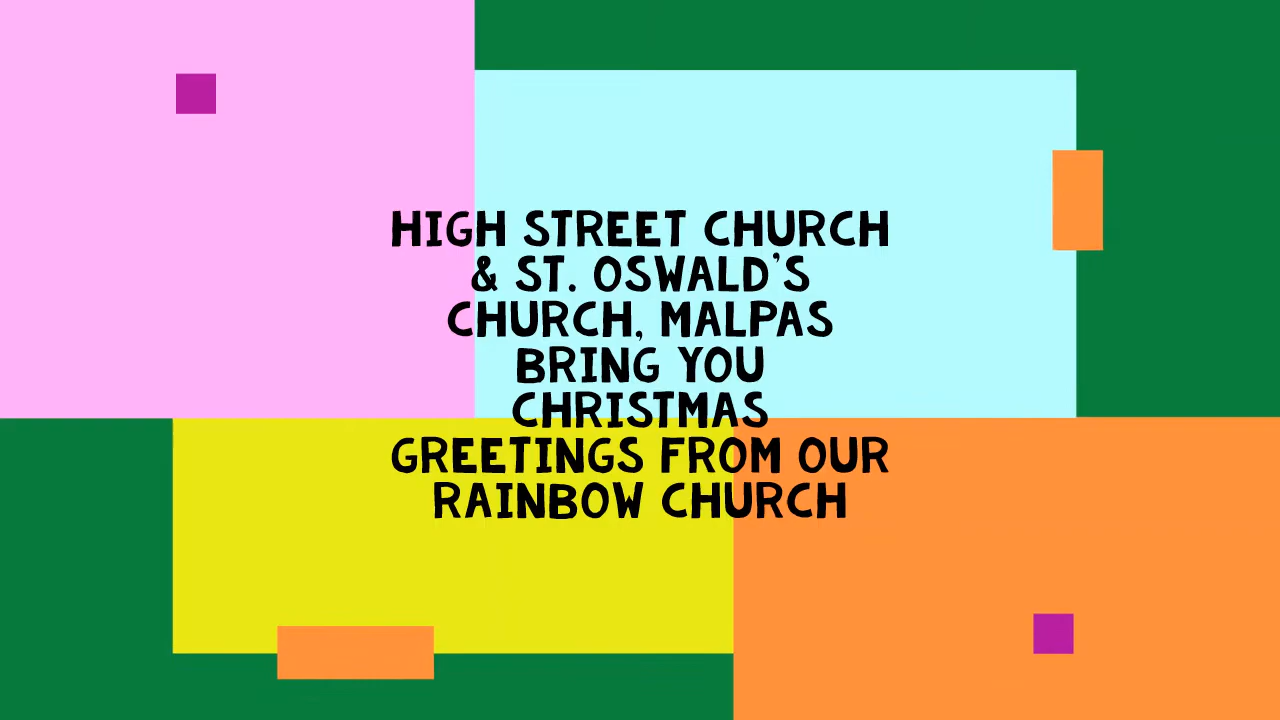 HIGH STREET CHURCH
& ST. OSWALD'S
CHURCH, MALPAS
BRING YOU
CHRISTMAS
GREETINGS FROM OUR
RAINBOW CHURCH